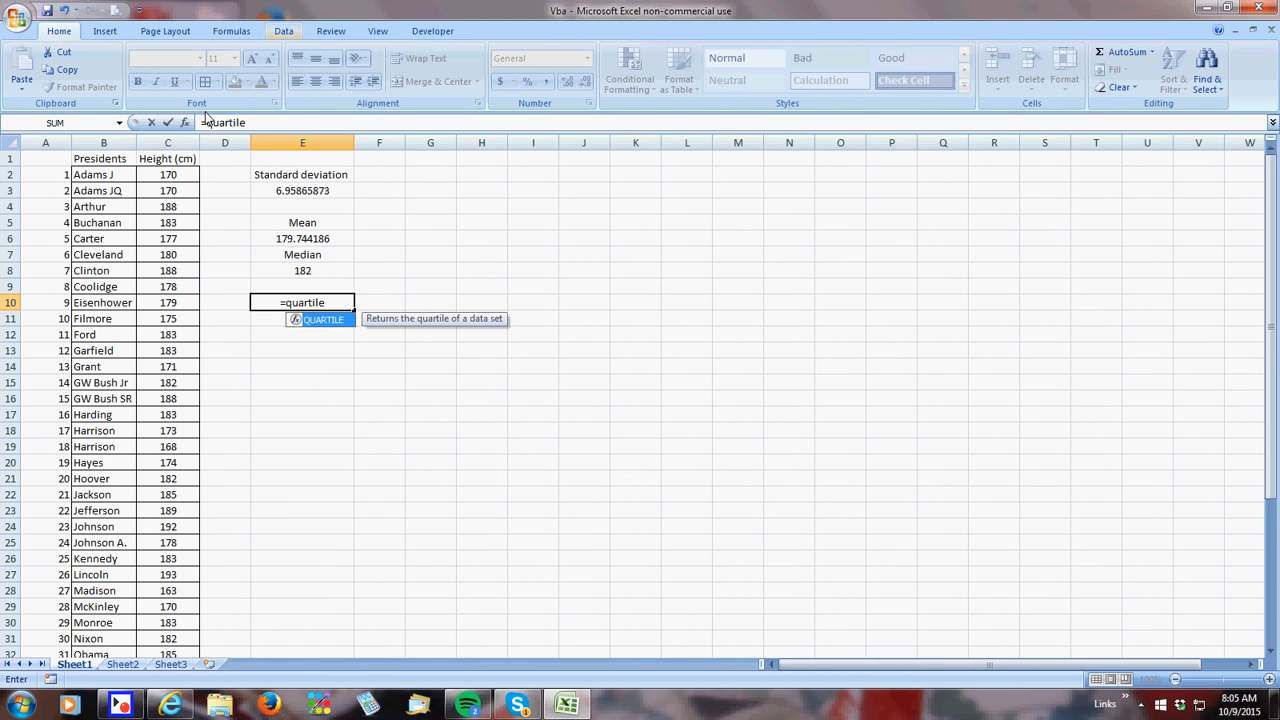 Vba - Microsoft Excel non-commercial use
Home Insert Page Layout Formulas Data Review View Developer
Cut
Copy
Format Painter
Paste
Clipboard
11
B I U
Font
Wrap Text
Merge & Center
Alignment
General
$ % ,
Number
Conditional Formatting
Format as Table
Normal Bad Good
Neutral Calculation Check Cell
Styles
Insert Delete Format
Cells
AutoSum
Fill
Clear
Sort & Filter
Find & Select
Editing
SUM fx =quartile
A B C D E F G H I J K L M N O P Q R S T U V W
1 Presidents Height (cm)
2 1 Adams J 170 Standard deviation
3 2 Adams JQ 170 6.95865873
4 3 Arthur 188
5 4 Buchanan 183 Mean
6 5 Carter 177 179.744186
7 6 Cleveland 180 Median
8 7 Clinton 188 182
9 8 Coolidge 178
10 9 Eisenhower 179 =quartile
11 10 Filmore 175 fx QUARTILE Returns the quartile of a data set
12 11 Ford 183
13 12 Garfield 183
14 13 Grant 171
15 14 GW Bush Jr 182
16 15 GW Bush SR 188
17 16 Harding 183
18 17 Harrison 173
19 18 Harrison 168
20 19 Hayes 174
21 20 Hoover 182
22 21 Jackson 185
23 22 Jefferson 189
24 23 Johnson 192
25 24 Johnson A. 178
26 25 Kennedy 183
27 26 Lincoln 193
28 27 Madison 163
29 28 McKinley 170
30 29 Monroe 183
31 30 Nixon 182
32 31 Obama 185
Sheet1 Sheet2 Sheet3
Enter 100%
Links 8:05 AM
10/9/2015